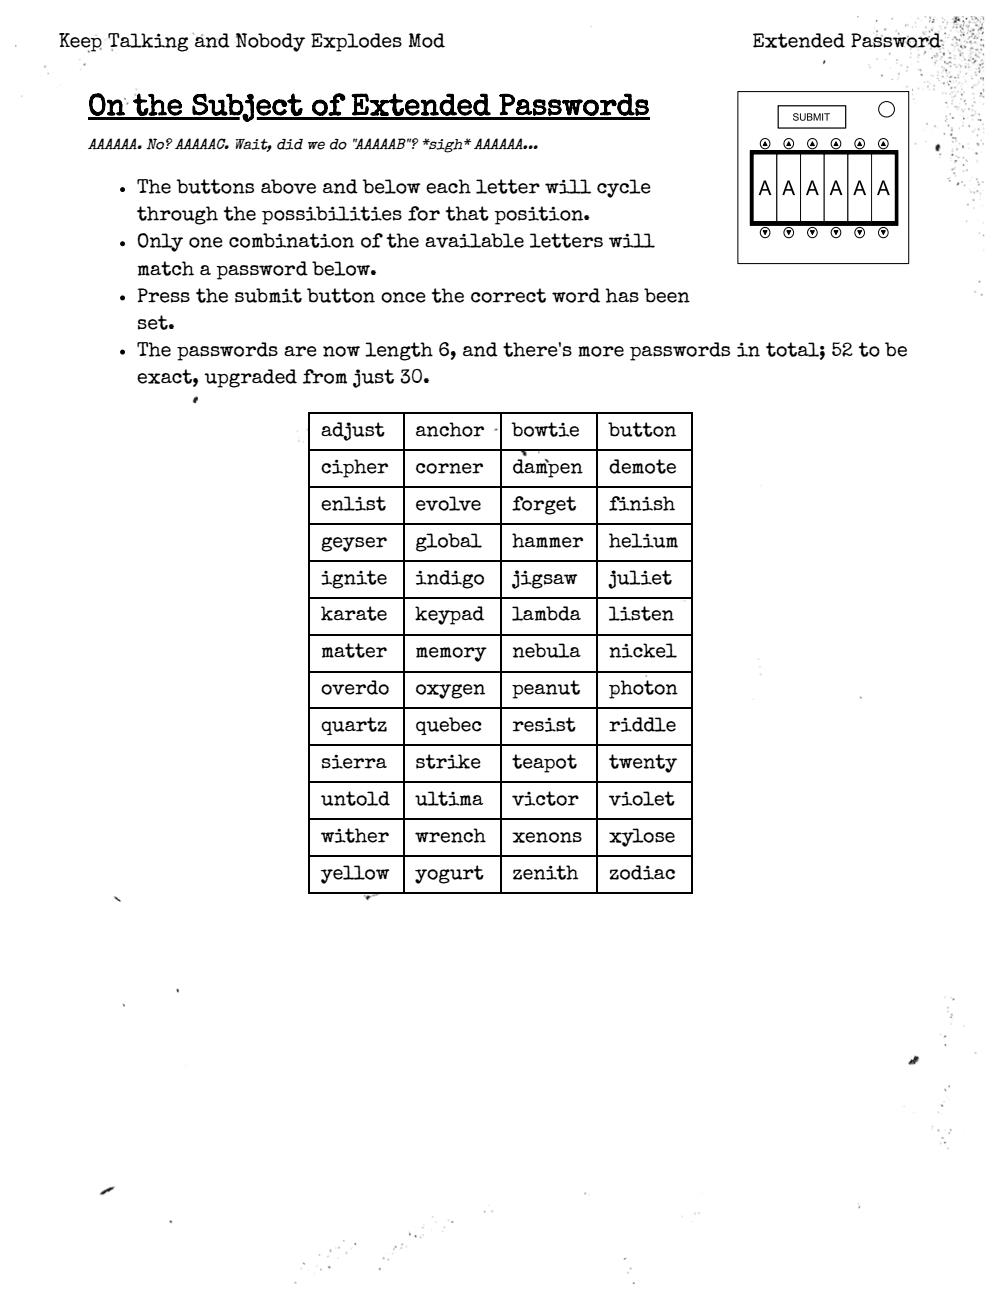 Keep Talking and Nobody Explodes Mod Extended Password
On the Subject of Extended Passwords
AAAAAA. No? AAAAAC. Wait, did we do "AAAAAB"? *sigh* AAAAAA...
SUBMIT
A A A A A A
• The buttons above and below each letter will cycle
through the possibilities for that position.
• Only one combination of the available letters will
match a password below.
• Press the submit button once the correct word has been
set.
• The passwords are now length 6, and there's more passwords in total; 52 to be
exact, upgraded from just 30.
adjust anchor bowtie button
cipher corner dampen demote
enlist evolve forget finish
geyser global hammer helium
ignite indigo jigsaw juliet
karate keypad lambda listen
matter memory nebula nickel
overdo oxygen peanut photon
quartz quebec resist riddle
sierra strike teapot twenty
untold ultima victor violet
wither wrench xenons xylose
yellow yogurt zenith zodiac